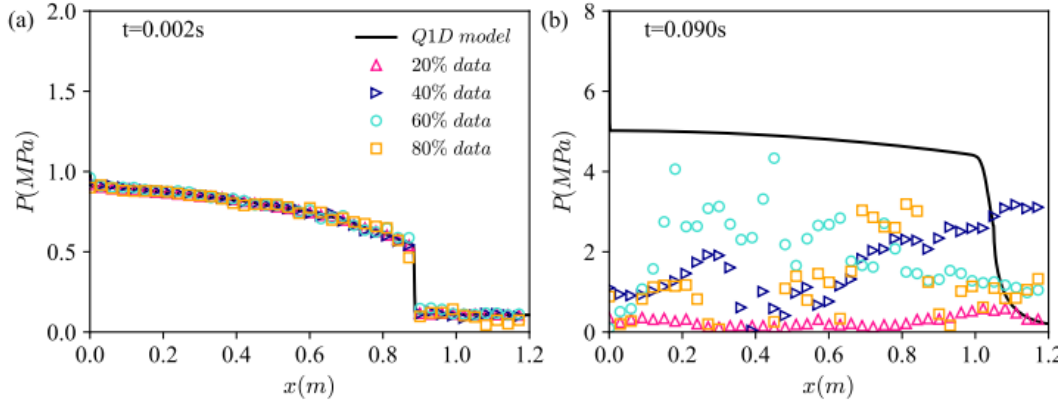 (a)
t=0.002s
Q1D model
20% data
40% data
60% data
80% data
P(MPa)
2.0
1.5
1.0
0.5
0.0
0.0 0.2 0.4 0.6 0.8 1.0 1.2
x(m)
(b)
t=0.090s
P(MPa)
8
6
4
2
0
0.0 0.2 0.4 0.6 0.8 1.0 1.2
x(m)